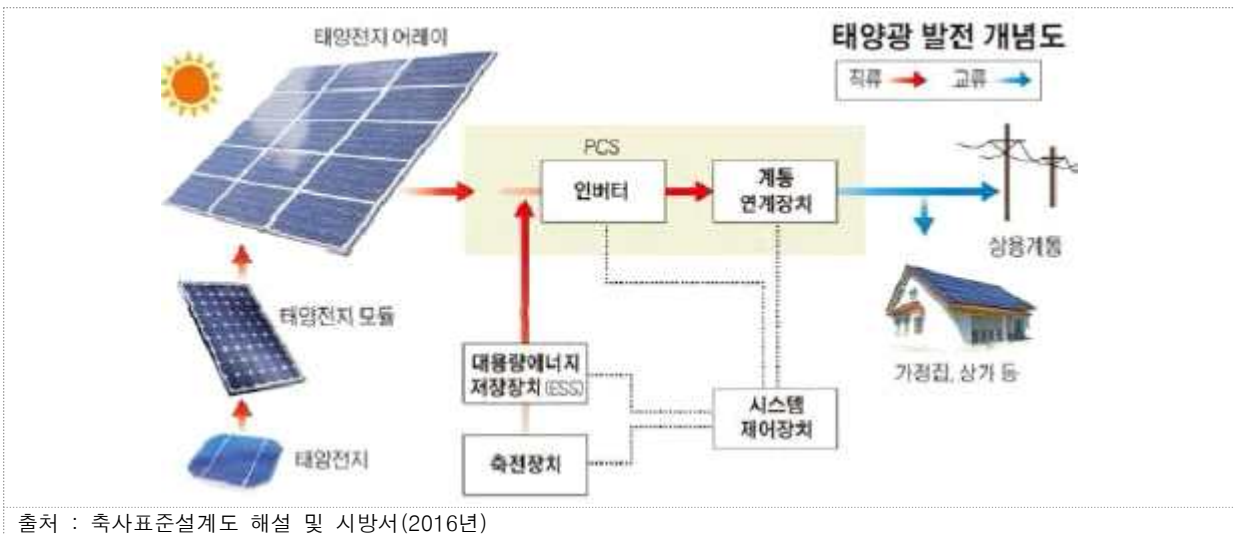 태양광 발전 개념도
직류
교류
태양전지 어레이
PCS
인버터
계통
연계장치
상용계통
태양전지 모듈
가정집, 상가 등
대용량에너지
저장장치(ESS)
시스템
제어장치
태양전지
축전장치
출처 : 축사표준설계도 해설 및 시방서(2016년)